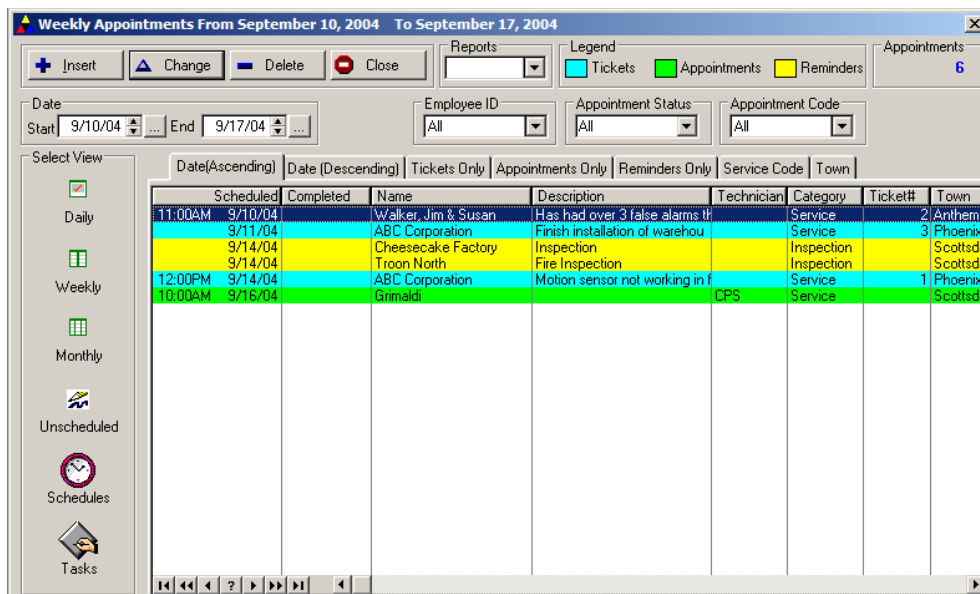 Weekly Appointments From September 10, 2004 To September 17, 2004
Insert Change Delete Close
Reports
Legend
Tickets Appointments Reminders
Appointments
6
Date
Start 9/10/04 ... End 9/17/04 ...
Employee ID
All
Appointment Status
All
Appointment Code
All
Select View
Daily
Weekly
Monthly
Unscheduled
Schedules
Tasks
Date(Ascending) Date (Descending) Tickets Only Appointments Only Reminders Only Service Code Town
Scheduled Completed Name Description Technician Category Ticket# Town
11:00AM 9/10/04 Walker, Jim & Susan Has had over 3 false alarms th Service 2 Anthem
9/11/04 ABC Corporation Finish installation of warehou Service 3 Phoenix
9/14/04 Cheesecake Factory Inspection Inspection Scottsd
9/14/04 Troon North Fire Inspection Inspection Scottsd
12:00PM 9/14/04 ABC Corporation Motion sensor not working in f Service 1 Phoenix
10:00AM 9/16/04 Grimaldi CPS Service Scottsd
?